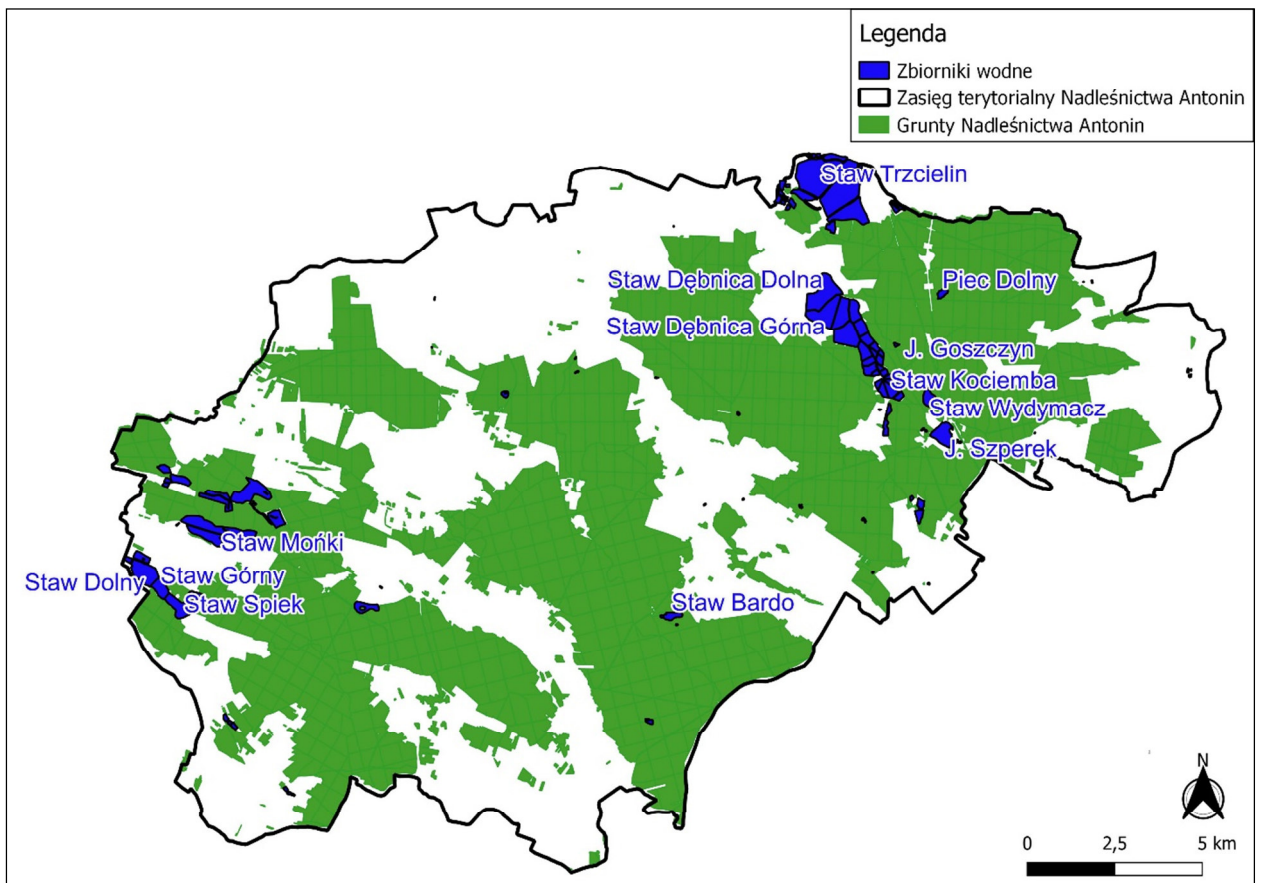 Legenda
Zbiorniki wodne
Zasięg terytorialny Nadleśnictwa Antonin
Grunty Nadleśnictwa Antonin
Staw Trzcielin
Staw Dębnica Dolna
Piec Dolny
Staw Dębnica Górna
J. Goszczyn
Staw Kociemba
Staw Wydymacz
J. Szperek
Staw Mońki
Staw Górny
Staw Dolny
Staw Spiek
Staw Bardo
N
0 2,5 5 km